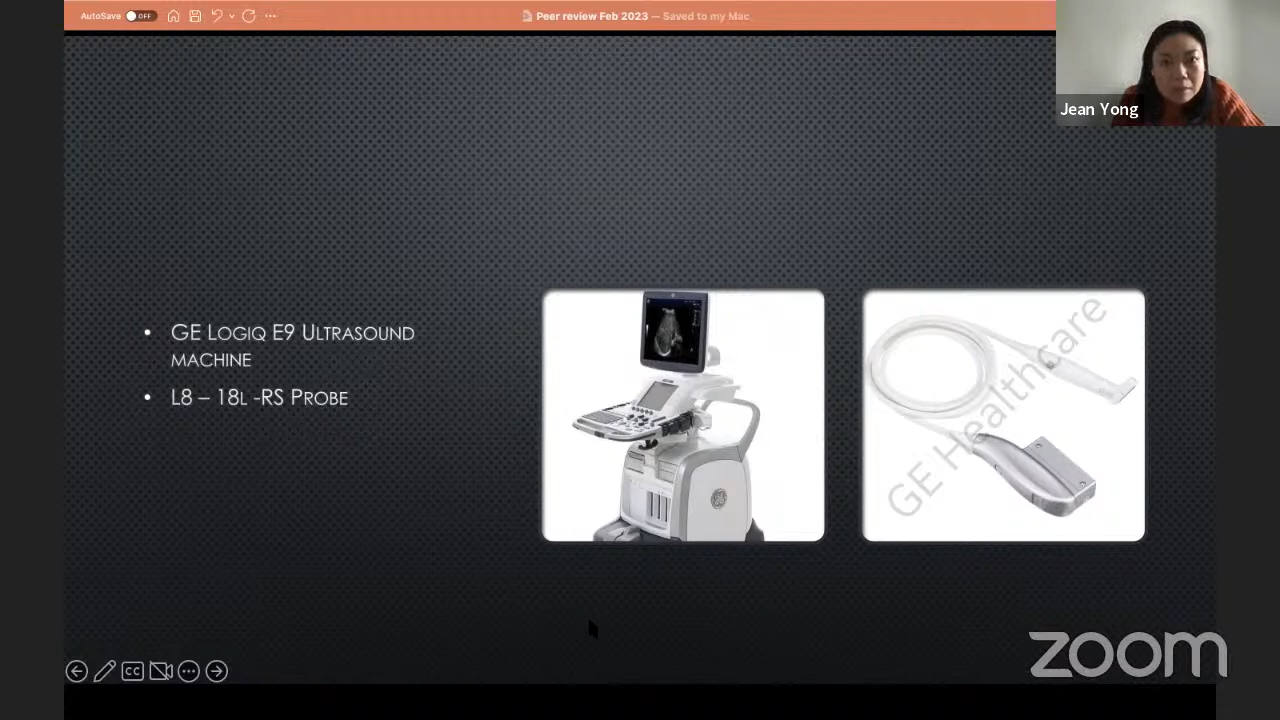 AutoSave OFF
Peer review Feb 2023 — Saved to my Mac
Jean Yong
• GE Logiq E9 Ultrasound
machine
• L8 – 18l -RS Probe
GE Healthcare
CC
zoom